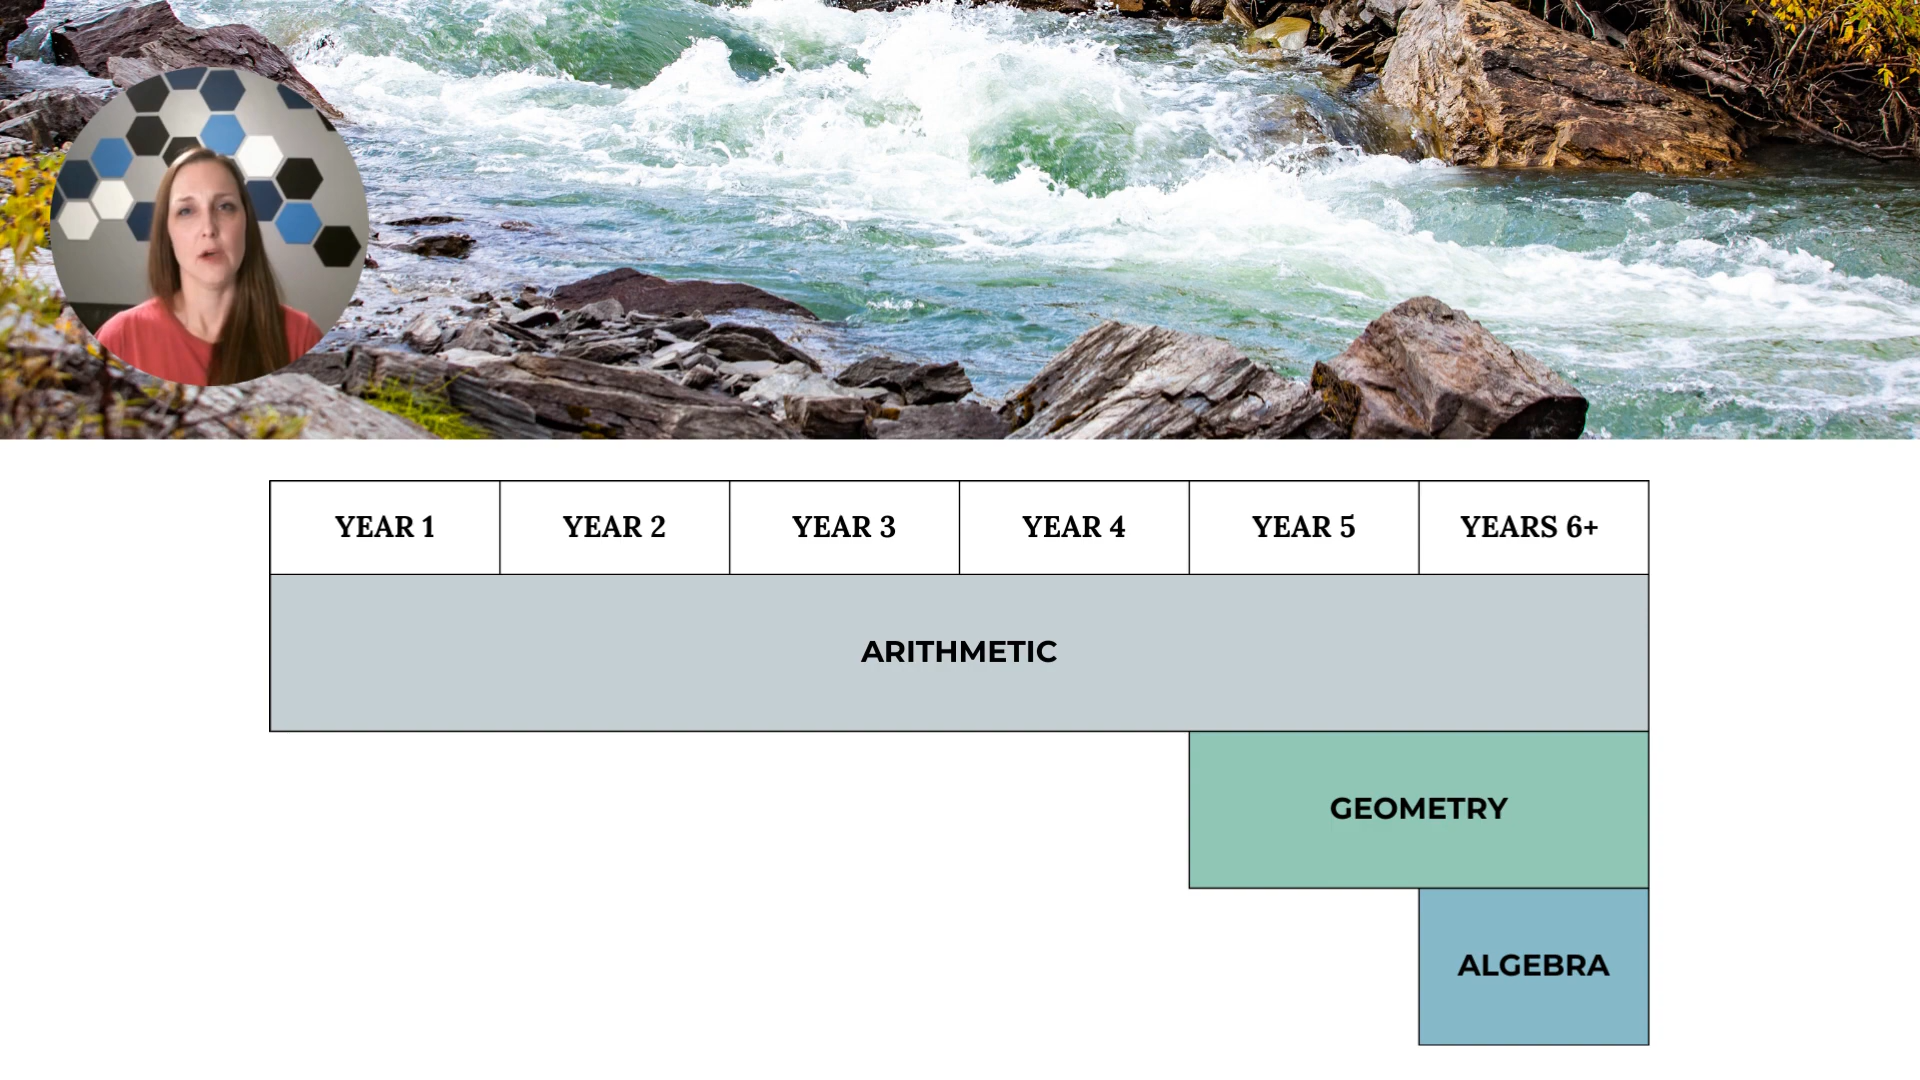 YEAR 1
YEAR 2
YEAR 3
YEAR 4
YEAR 5
YEARS 6+
ARITHMETIC
GEOMETRY
ALGEBRA